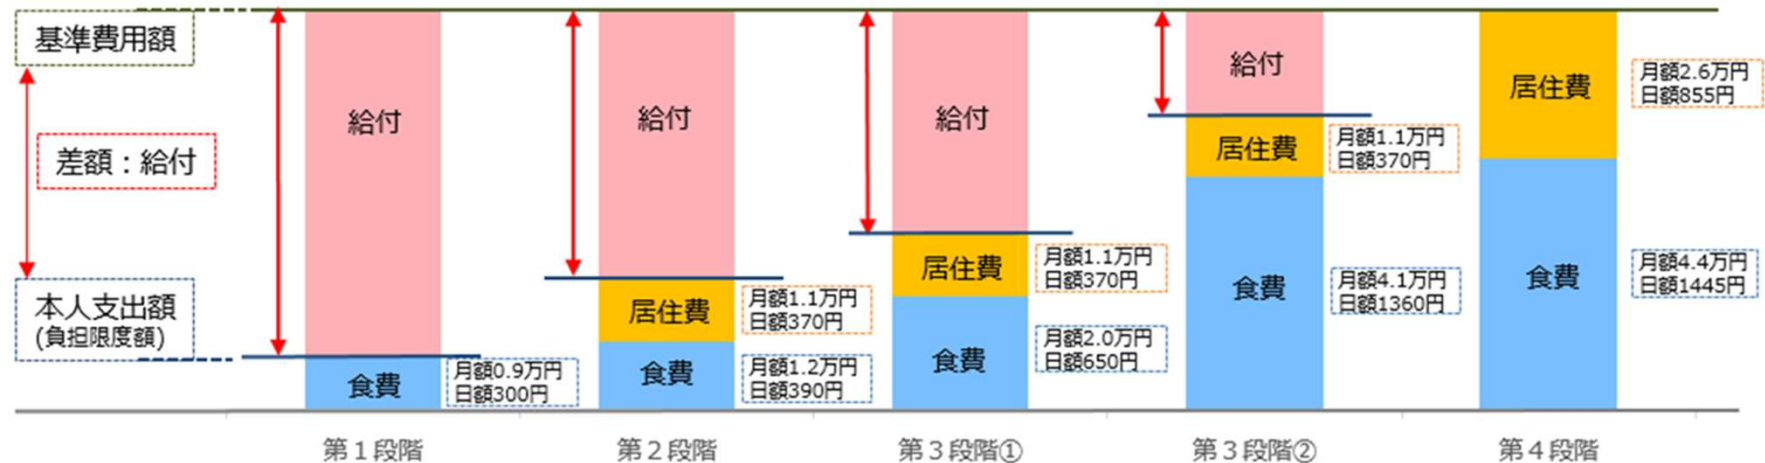 基準費用額
差額：給付
本人支出額
(負担限度額)
給付
食費
月額0.9万円
日額300円
第１段階
給付
居住費
月額1.1万円
日額370円
食費
月額1.2万円
日額390円
第２段階
給付
居住費
月額1.1万円
日額370円
食費
月額2.0万円
日額650円
第３段階①
給付
居住費
月額1.1万円
日額370円
食費
月額4.1万円
日額1360円
第３段階②
居住費
月額2.6万円
日額855円
食費
月額4.4万円
日額1445円
第４段階